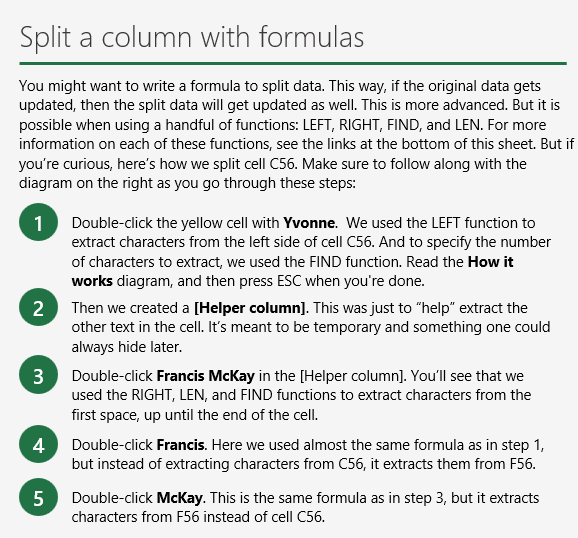 Split a column with formulas
You might want to write a formula to split data. This way, if the original data gets
updated, then the split data will get updated as well. This is more advanced. But it is
possible when using a handful of functions: LEFT, RIGHT, FIND, and LEN. For more
information on each of these functions, see the links at the bottom of this sheet. But if
you're curious, here's how we split cell C56. Make sure to follow along with the
diagram on the right as you go through these steps:
1 Double-click the yellow cell with Yvonne.  We used the LEFT function to
extract characters from the left side of cell C56. And to specify the number
of characters to extract, we used the FIND function. Read the How it
works diagram, and then press ESC when you're done.
2 Then we created a [Helper column]. This was just to “help” extract the
other text in the cell. It's meant to be temporary and something one could
always hide later.
3 Double-click Francis McKay in the [Helper column]. You'll see that we
used the RIGHT, LEN, and FIND functions to extract characters from the
first space, up until the end of the cell.
4 Double-click Francis. Here we used almost the same formula as in step 1,
but instead of extracting characters from C56, it extracts them from F56.
5 Double-click McKay. This is the same formula as in step 3, but it extracts
characters from F56 instead of cell C56.